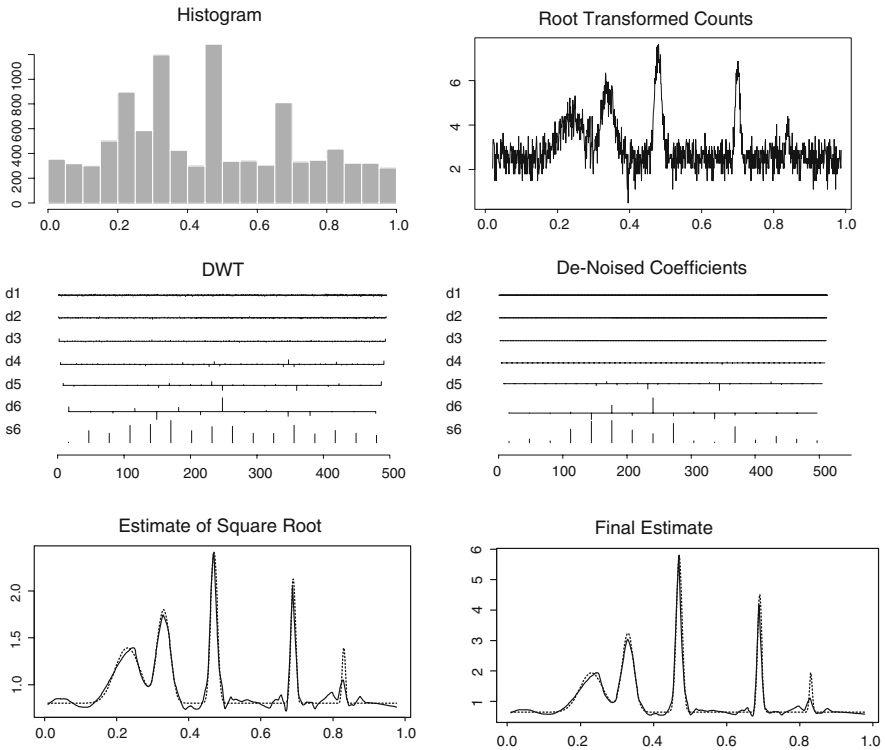 Histogram
0 200 400 600 800 1000
0.0 0.2 0.4 0.6 0.8 1.0
Root Transformed Counts
2 4 6
0.0 0.2 0.4 0.6 0.8 1.0
DWT
d1
d2
d3
d4
d5
d6
s6
0 100 200 300 400 500
De-Noised Coefficients
d1
d2
d3
d4
d5
d6
s6
0 100 200 300 400 500
Estimate of Square Root
1.0 1.5 2.0
0.0 0.2 0.4 0.6 0.8 1.0
Final Estimate
1 2 3 4 5 6
0.0 0.2 0.4 0.6 0.8 1.0